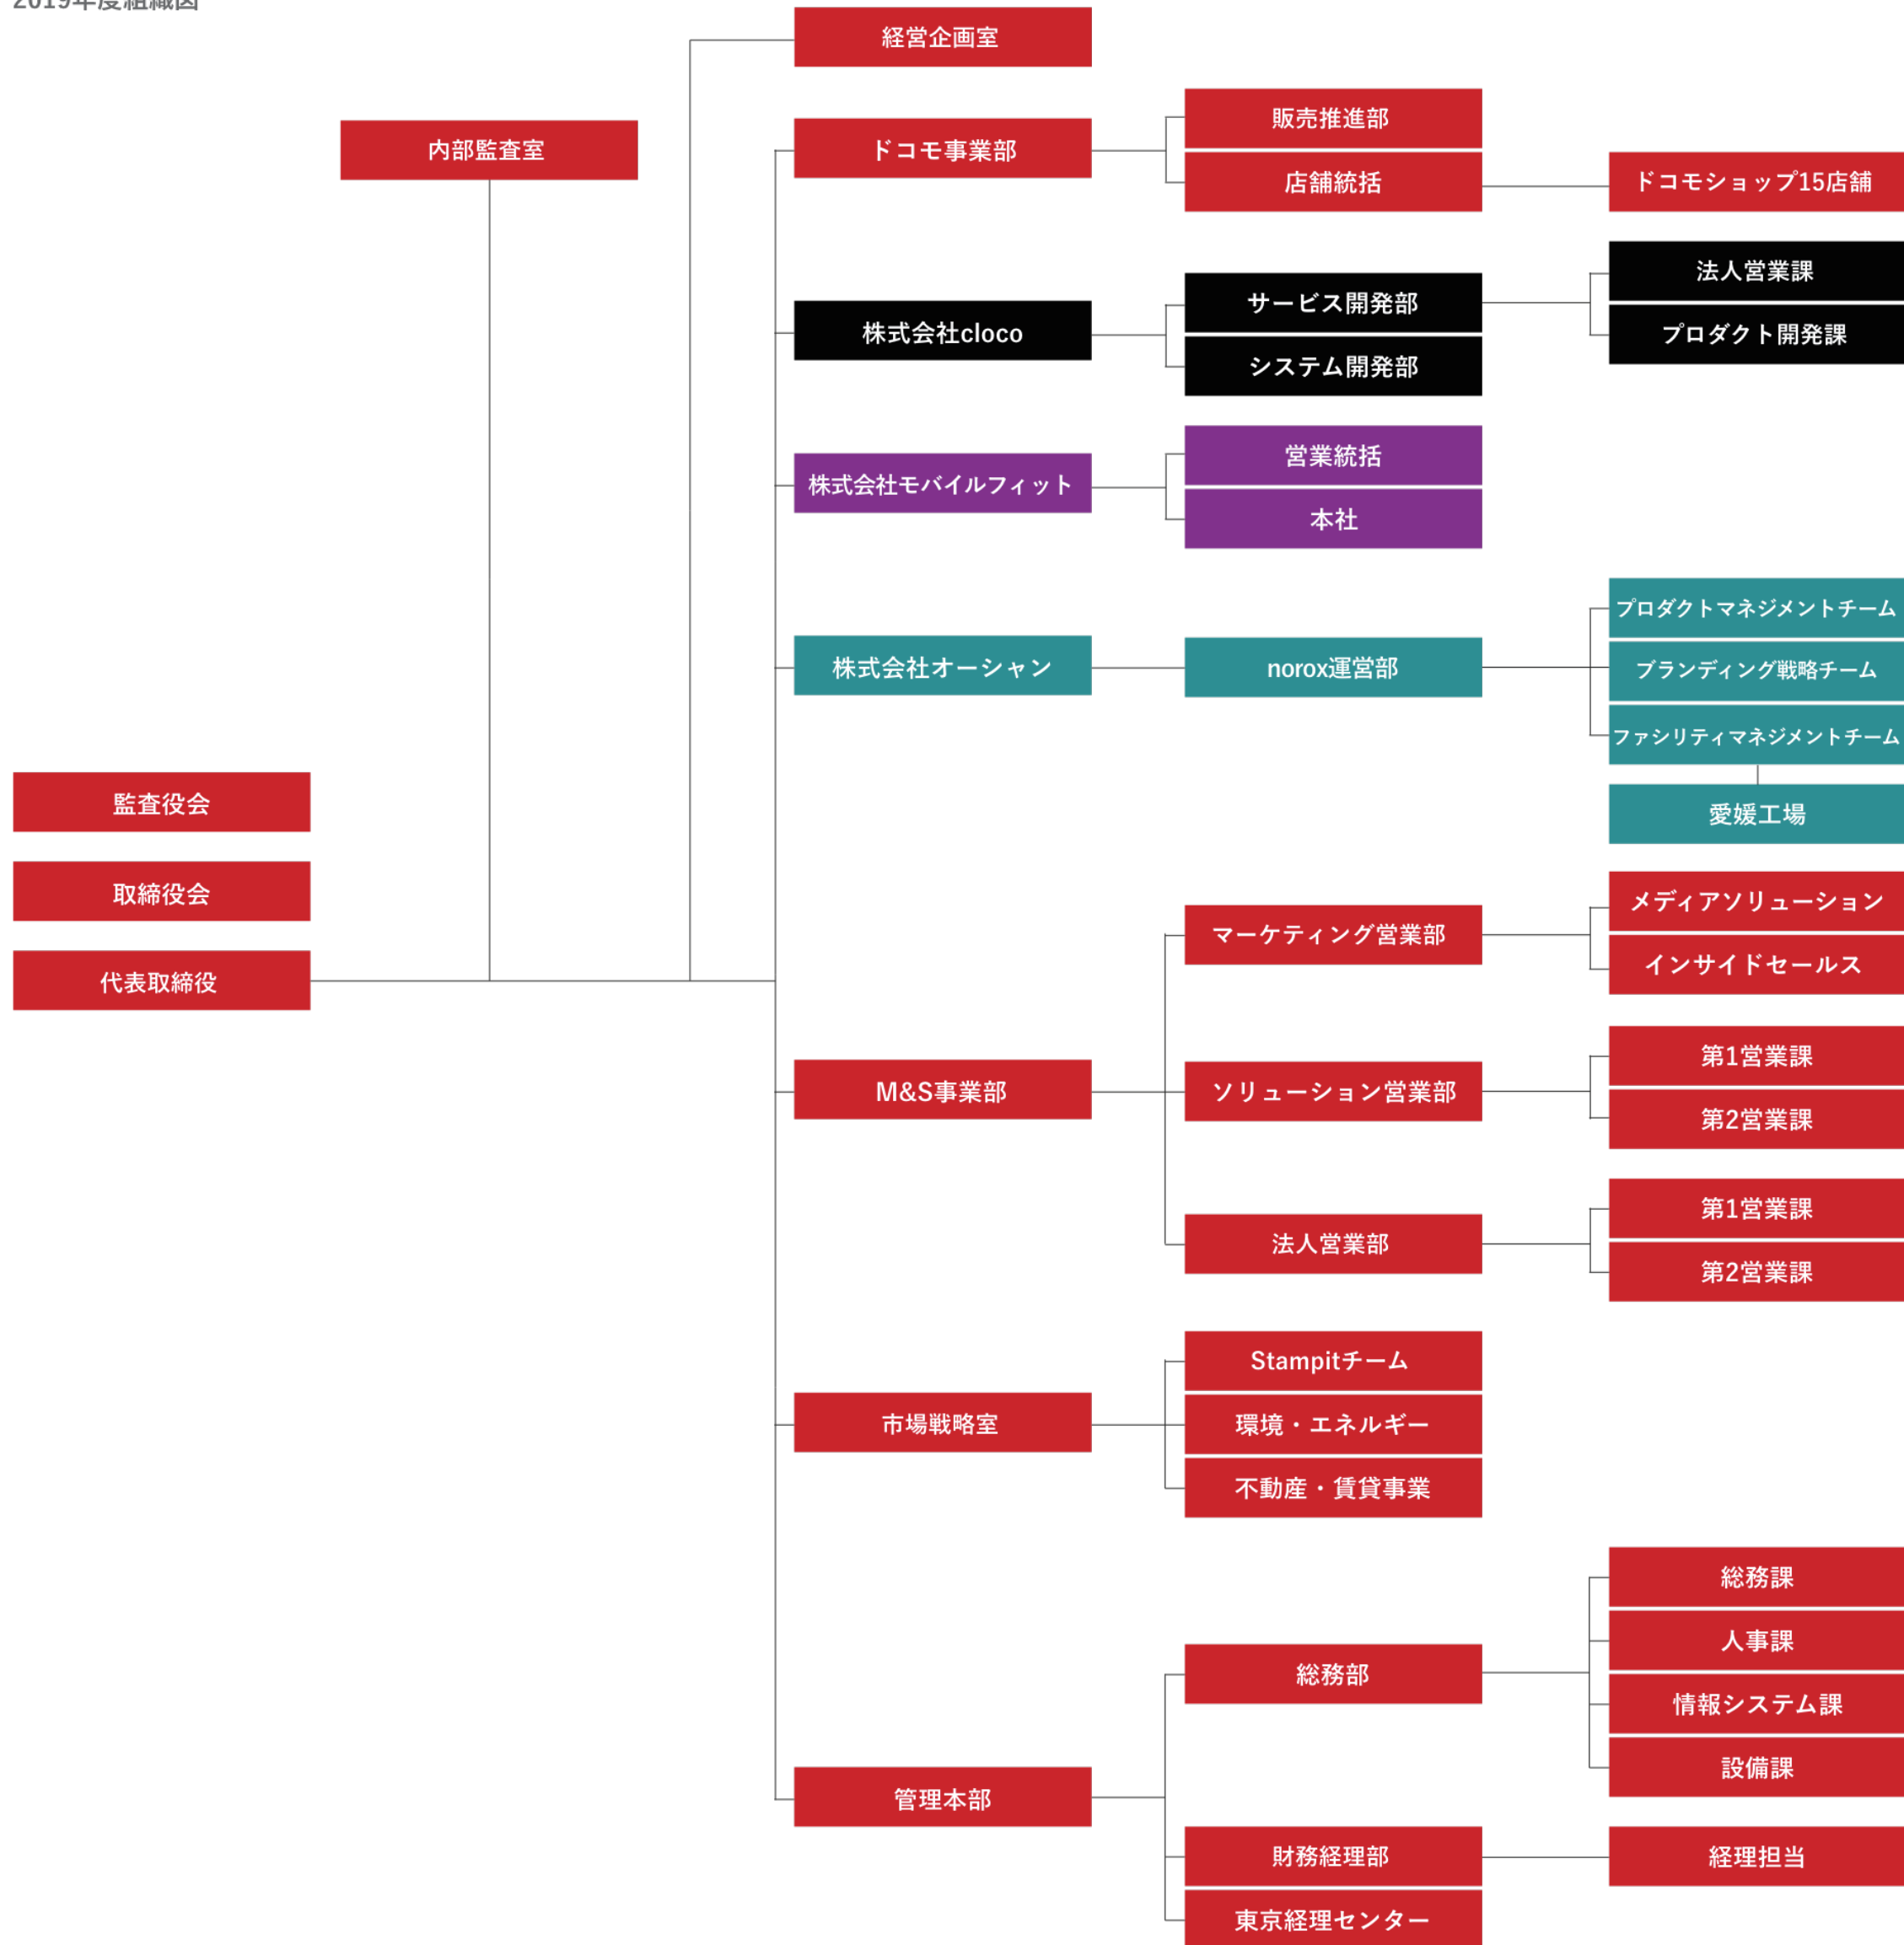 2019年度組織図
経営企画室
内部監査室
ドコモ事業部
販売推進部
店舗統括
ドコモショップ15店舗
株式会社cloco
サービス開発部
システム開発部
法人営業課
プロダクト開発課
株式会社モバイルフィット
営業統括
本社
株式会社オーシャン
norox運営部
プロダクトマネジメントチーム
ブランディング戦略チーム
ファシリティマネジメントチーム
愛媛工場
監査役会
取締役会
代表取締役
M&S事業部
マーケティング営業部
メディアソリューション
インサイドセールス
ソリューション営業部
第1営業課
第2営業課
法人営業部
第1営業課
第2営業課
市場戦略室
Stampitチーム
環境・エネルギー
不動産・賃貸事業
管理本部
総務部
総務課
人事課
情報システム課
設備課
財務経理部
経理担当
東京経理センター